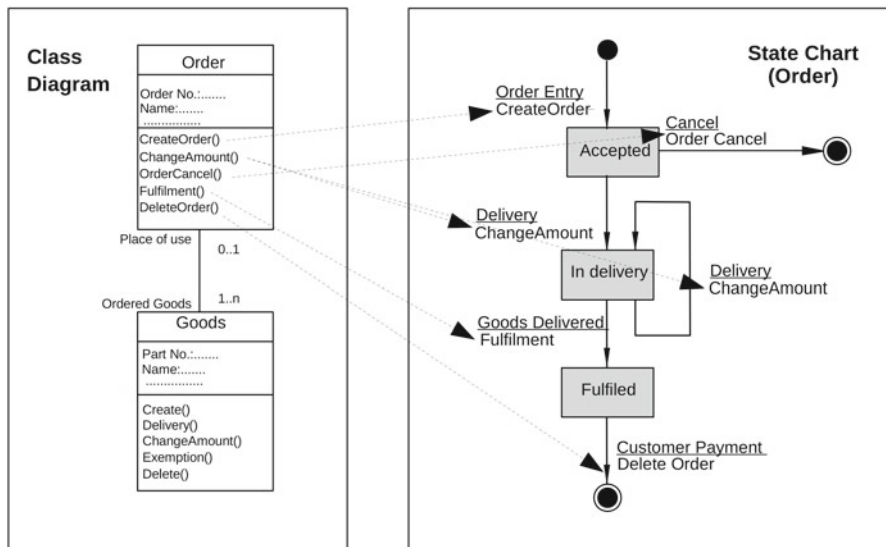 Class
Diagram
Order
Order No.:.......
Name:.......
...............
CreateOrder()
ChangeAmount()
OrderCancel()
Fulfilment()
DeleteOrder()
Place of use
0..1
Ordered Goods
1..n
Goods
Part No.:.......
Name:.......
...............
Create()
Delivery()
ChangeAmount()
Exemption()
Delete()
State Chart
(Order)
Order Entry
CreateOrder
Cancel
Order Cancel
Accepted
Delivery
ChangeAmount
In delivery
Delivery
ChangeAmount
Goods Delivered
Fulfilment
Fulfiled
Customer Payment
Delete Order